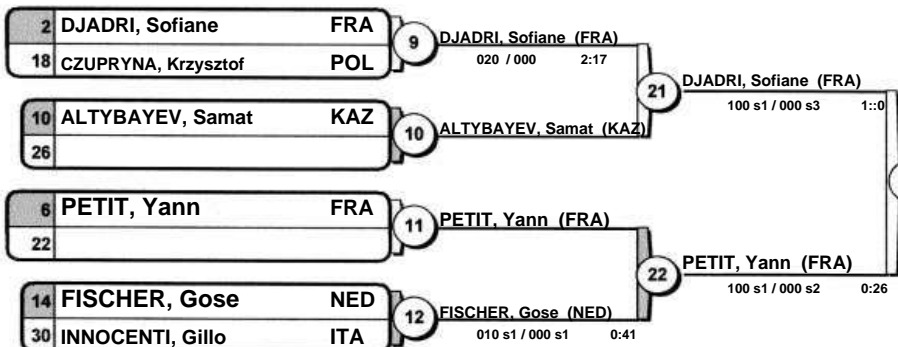 2 DJADRI, Sofiane FRA
18 CZUPRYNA, Krzysztof POL
9
DJADRI, Sofiane (FRA)
020 / 000 2:17
10 ALTYBAYEV, Samat KAZ
26
10
ALTYBAYEV, Samat (KAZ)
21
DJADRI, Sofiane (FRA)
100 s1 / 000 s3 1::0
6 PETIT, Yann FRA
22
11
PETIT, Yann (FRA)
14 FISCHER, Gose NED
30 INNOCENTI, Gillo ITA
12
FISCHER, Gose (NED)
010 s1 / 000 s1 0:41
22
PETIT, Yann (FRA)
100 s1 / 000 s2 0:26